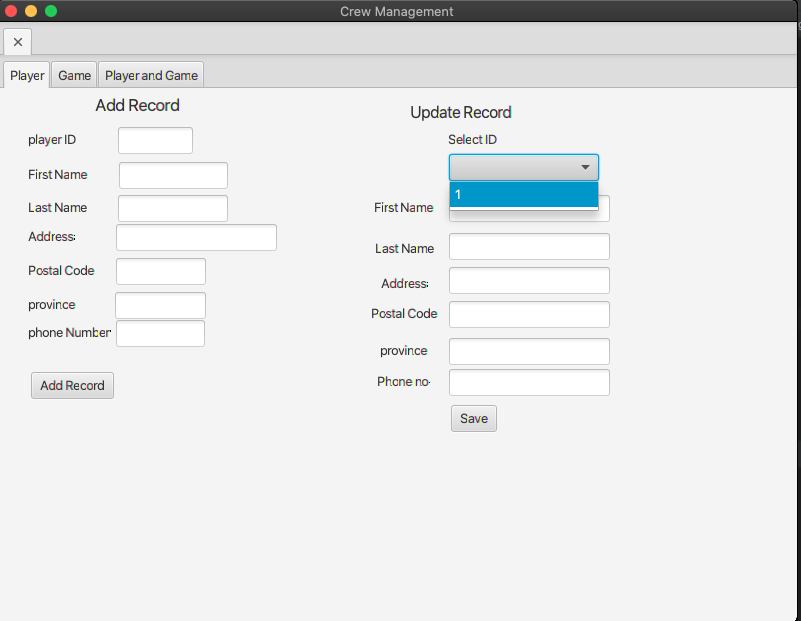 Crew Management
Player
Game
Player and Game
Add Record
player ID
First Name
Last Name
Address:
Postal Code
province
phone Number
Add Record
Update Record
Select ID
1
First Name
Last Name
Address:
Postal Code
province
Phone no.
Save